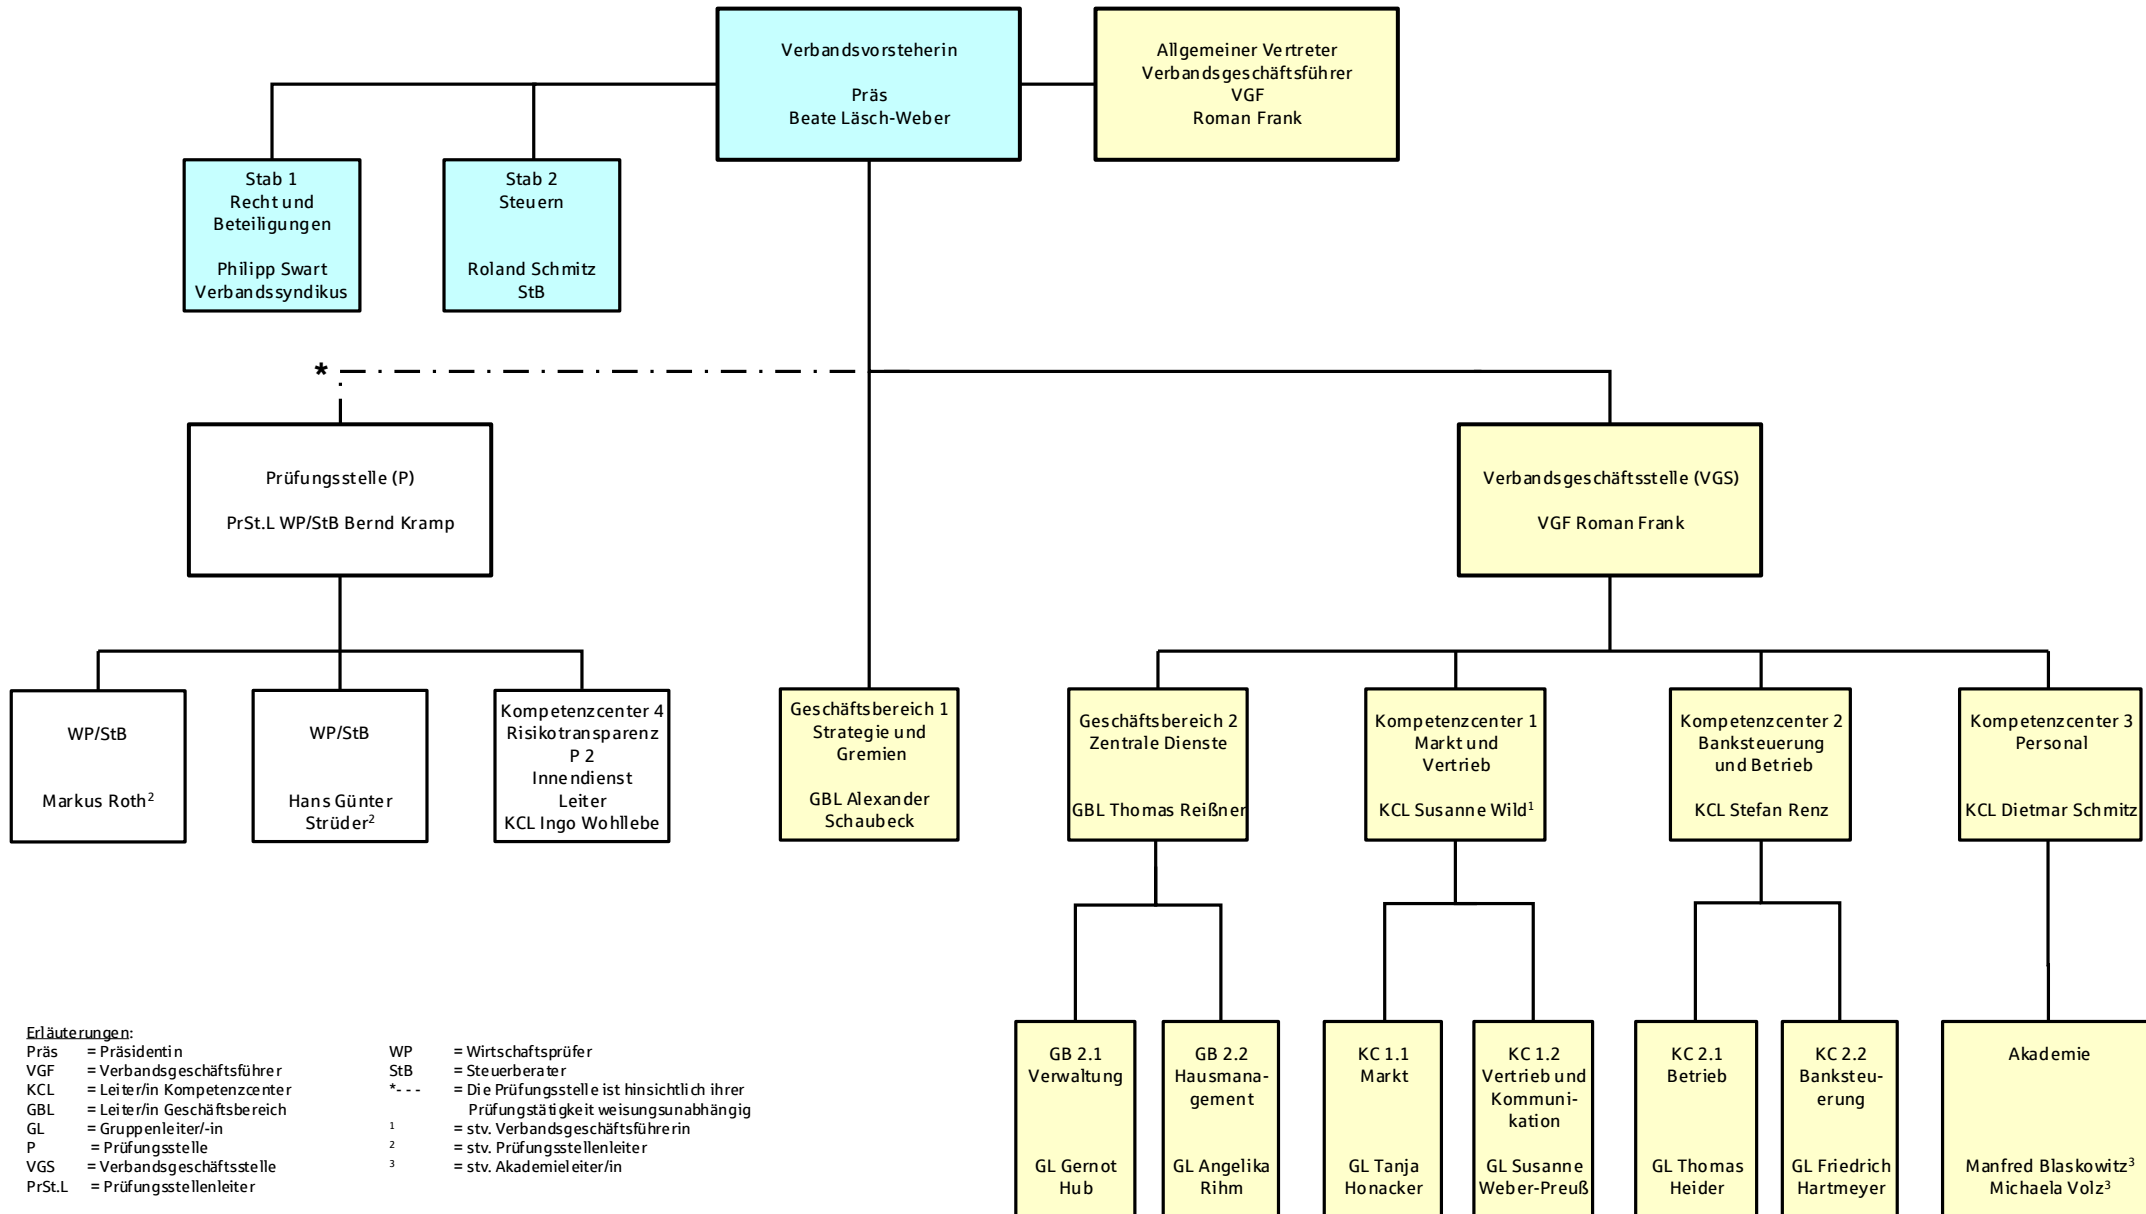 Verbandsvorsteherin
Präs
Beate Läsch-Weber
Allgemeiner Vertreter
Verbandsgeschäftsführer
VGF
Roman Frank
Stab 1
Recht und
Beteiligungen
Philipp Swart
Verbandssyndikus
Stab 2
Steuern
Roland Schmitz
StB
*
Prüfungsstelle (P)
PrSt.L WP/StB Bernd Kramp
Verbandsgeschäftsstelle (VGS)
VGF Roman Frank
WP/StB
Markus Roth²
WP/StB
Hans Günter
Strüder²
Kompetenzcenter 4
Risikotransparenz
P 2
Innendienst
Leiter
KCL Ingo Wohllebe
Geschäftsbereich 1
Strategie und
Gremien
GBL Alexander
Schaubeck
Geschäftsbereich 2
Zentrale Dienste
GBL Thomas Reißner
Kompetenzcenter 1
Markt und
Vertrieb
KCL Susanne Wild¹
Kompetenzcenter 2
Banksteuerung
und Betrieb
KCL Stefan Renz
Kompetenzcenter 3
Personal
KCL Dietmar Schmitz
GB 2.1
Verwaltung
GL Gernot
Hub
GB 2.2
Hausmana-
gement
GL Angelika
Rihm
KC 1.1
Markt
GL Tanja
Honacker
KC 1.2
Vertrieb und
Kommuni-
kation
GL Susanne
Weber-Preuß
KC 2.1
Betrieb
GL Thomas
Heider
KC 2.2
Banksteu-
erung
GL Friedrich
Hartmeyer
Akademie
Manfred Blaskowitz³
Michaela Volz³
Erläuterungen:
Präs = Präsidentin
VGF = Verbandsgeschäftsführer
KCL = Leiter/in Kompetenzcenter
GBL = Leiter/in Geschäftsbereich
GL = Gruppenleiter/-in
P = Prüfungsstelle
VGS = Verbandsgeschäftsstelle
PrSt.L = Prüfungsstellenleiter
WP = Wirtschaftsprüfer
StB = Steuerberater
*- - - = Die Prüfungsstelle ist hinsichtlich ihrer
Prüfungstätigkeit weisungsunabhängig
¹ = stv. Verbandsgeschäftsführerin
² = stv. Prüfungsstellenleiter
³ = stv. Akademieleiter/in